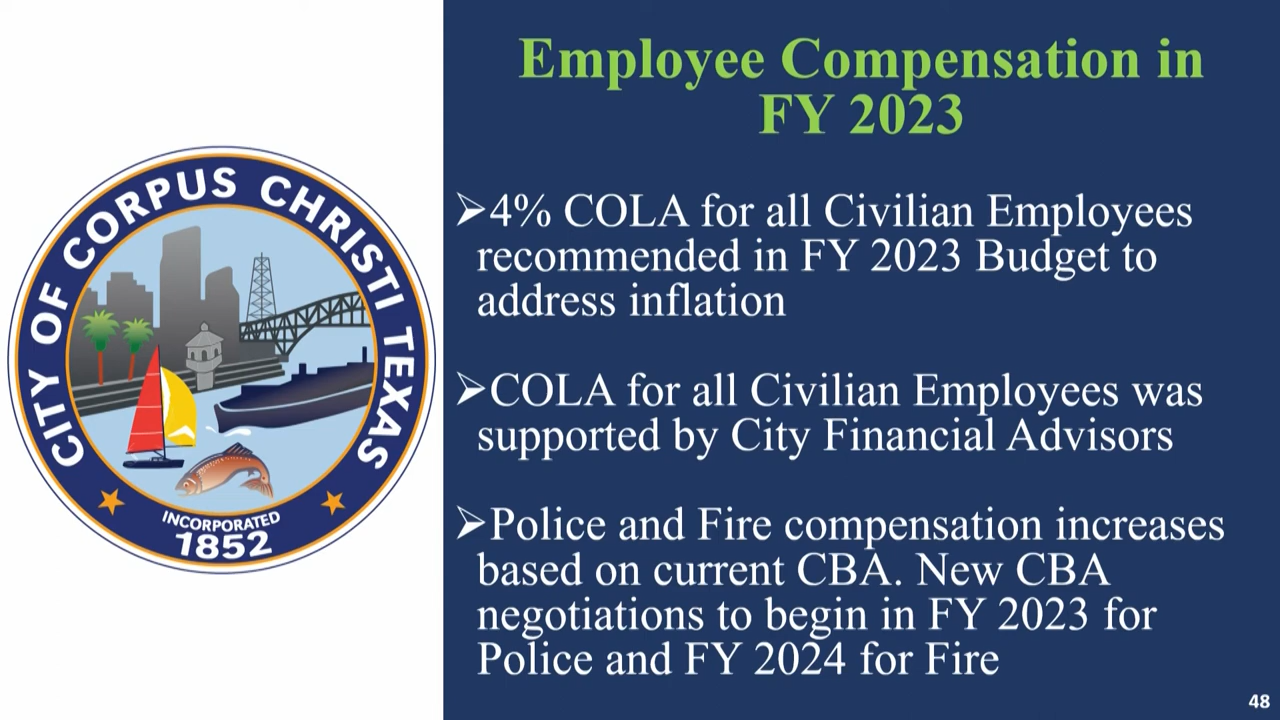 CITY OF CORPUS CHRISTI TEXAS
INCORPORATED
1852
Employee Compensation in
FY 2023
➢4% COLA for all Civilian Employees
recommended in FY 2023 Budget to
address inflation
➢COLA for all Civilian Employees was
supported by City Financial Advisors
➢Police and Fire compensation increases
based on current CBA. New CBA
negotiations to begin in FY 2023 for
Police and FY 2024 for Fire
48